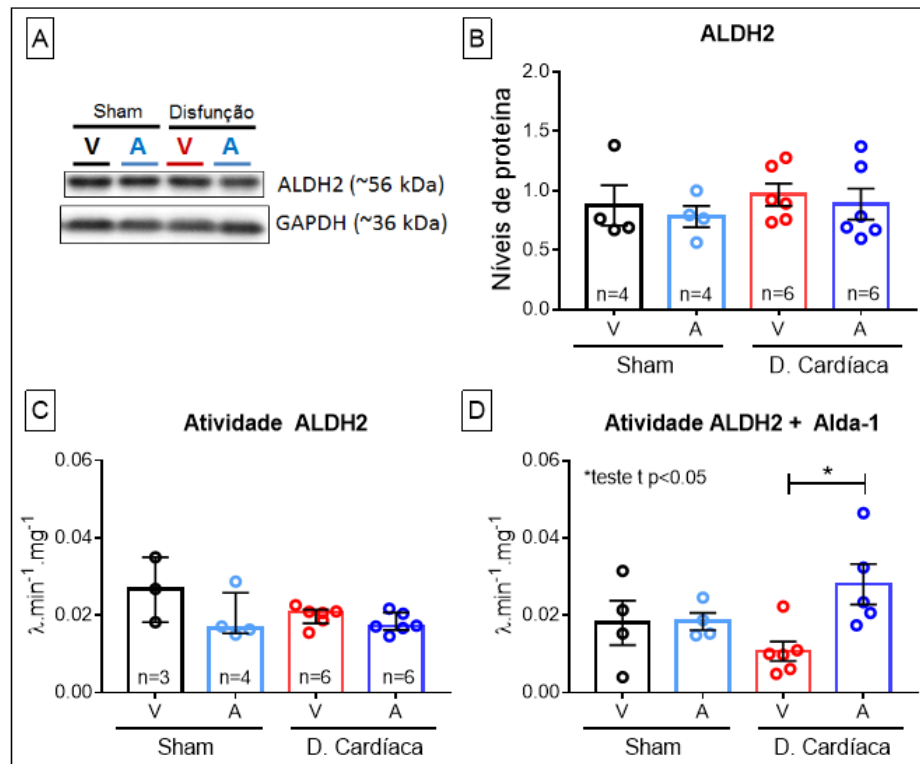 A
Sham Disfunção
V A V A
ALDH2 (~56 kDa)
GAPDH (~36 kDa)
B
ALDH2
Níveis de proteína
2.0
1.5
1.0
0.5
0.0
n=4 n=4 n=6 n=6
V A V A
Sham D. Cardíaca
C
Atividade ALDH2
λ.min⁻¹.mg⁻¹
0.06
0.04
0.02
0.00
n=3 n=4 n=6 n=6
V A V A
Sham D. Cardíaca
D
Atividade ALDH2 + Alda-1
*teste t p<0.05
*
λ.min⁻¹.mg⁻¹
0.06
0.04
0.02
0.00
V A V A
Sham D. Cardíaca